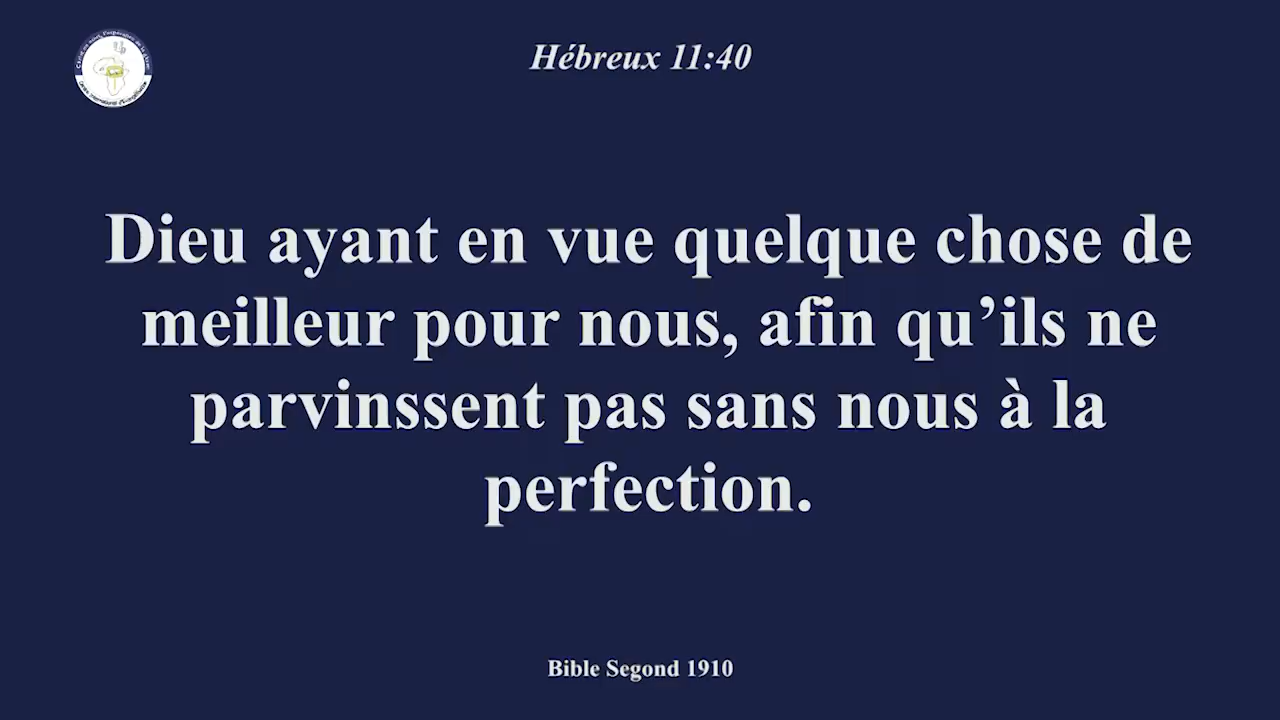 Hébreux 11:40
Dieu ayant en vue quelque chose de
meilleur pour nous, afin qu’ils ne
parvinssent pas sans nous à la
perfection.
Bible Segond 1910